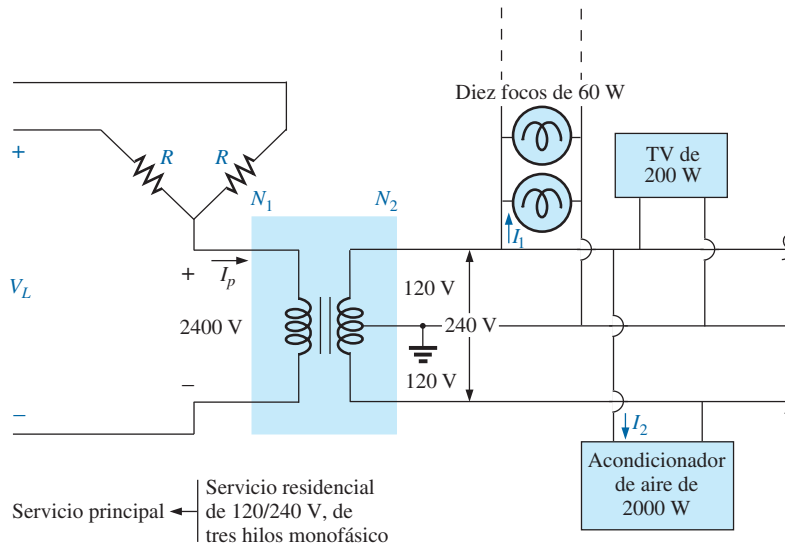 Diez focos de 60 W
+
R
R
TV de
200 W
N1
N2
I1
+
Ip
VL
2400 V
120 V
240 V
120 V
−
−
I2
Acondicionador
de aire de
2000 W
Servicio principal
Servicio residencial
de 120/240 V, de
tres hilos monofásico